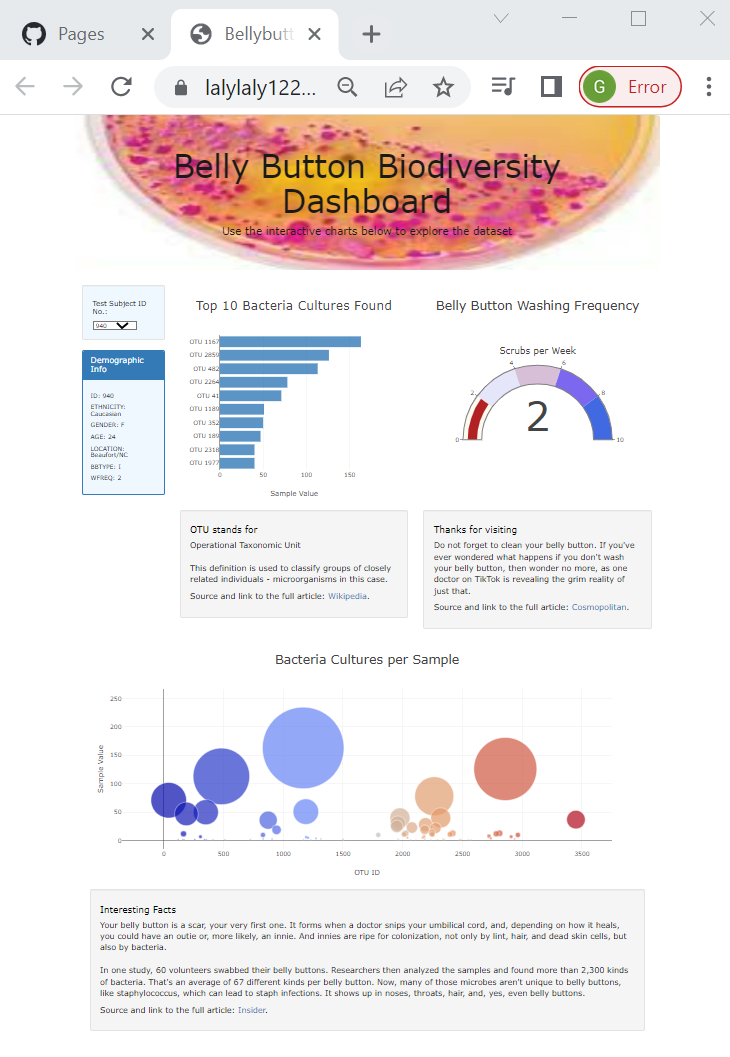 Pages
Bellybutt
lalylaly122...
G
Error
Belly Button Biodiversity
Dashboard
Use the interactive charts below to explore the dataset
Test Subject ID
No.:
940
Demographic
Info
ID: 940
ETHNICITY:
Caucasian
GENDER: F
AGE: 24
LOCATION:
Beaufort/NC
BBTYPE: I
WFREQ: 2
Top 10 Bacteria Cultures Found
OTU 1167
OTU 2859
OTU 482
OTU 2264
OTU 41
OTU 1189
OTU 352
OTU 189
OTU 2318
OTU 1977
0
50
100
150
Sample Value
Belly Button Washing Frequency
Scrubs per Week
0
2
4
6
8
10
2
OTU stands for
Operational Taxonomic Unit
This definition is used to classify groups of closely
related individuals - microorganisms in this case.
Source and link to the full article: Wikipedia.
Thanks for visiting
Do not forget to clean your belly button. If you've
ever wondered what happens if you don't wash
your belly button, then wonder no more, as one
doctor on TikTok is revealing the grim reality of
just that.
Source and link to the full article: Cosmopolitan.
Bacteria Cultures per Sample
250
200
150
100
50
0
Sample Value
0
500
1000
1500
2000
2500
3000
3500
OTU ID
Interesting Facts
Your belly button is a scar, your very first one. It forms when a doctor snips your umbilical cord, and, depending on how it heals,
you could have an outie or, more likely, an innie. And innies are ripe for colonization, not only by lint, hair, and dead skin cells, but
also by bacteria.
In one study, 60 volunteers swabbed their belly buttons. Researchers then analyzed the samples and found more than 2,300 kinds
of bacteria. That's an average of 67 different kinds per belly button. Now, many of those microbes aren't unique to belly buttons,
like staphylococcus, which can lead to staph infections. It shows up in noses, throats, hair, and, yes, even belly buttons.
Source and link to the full article: Insider.